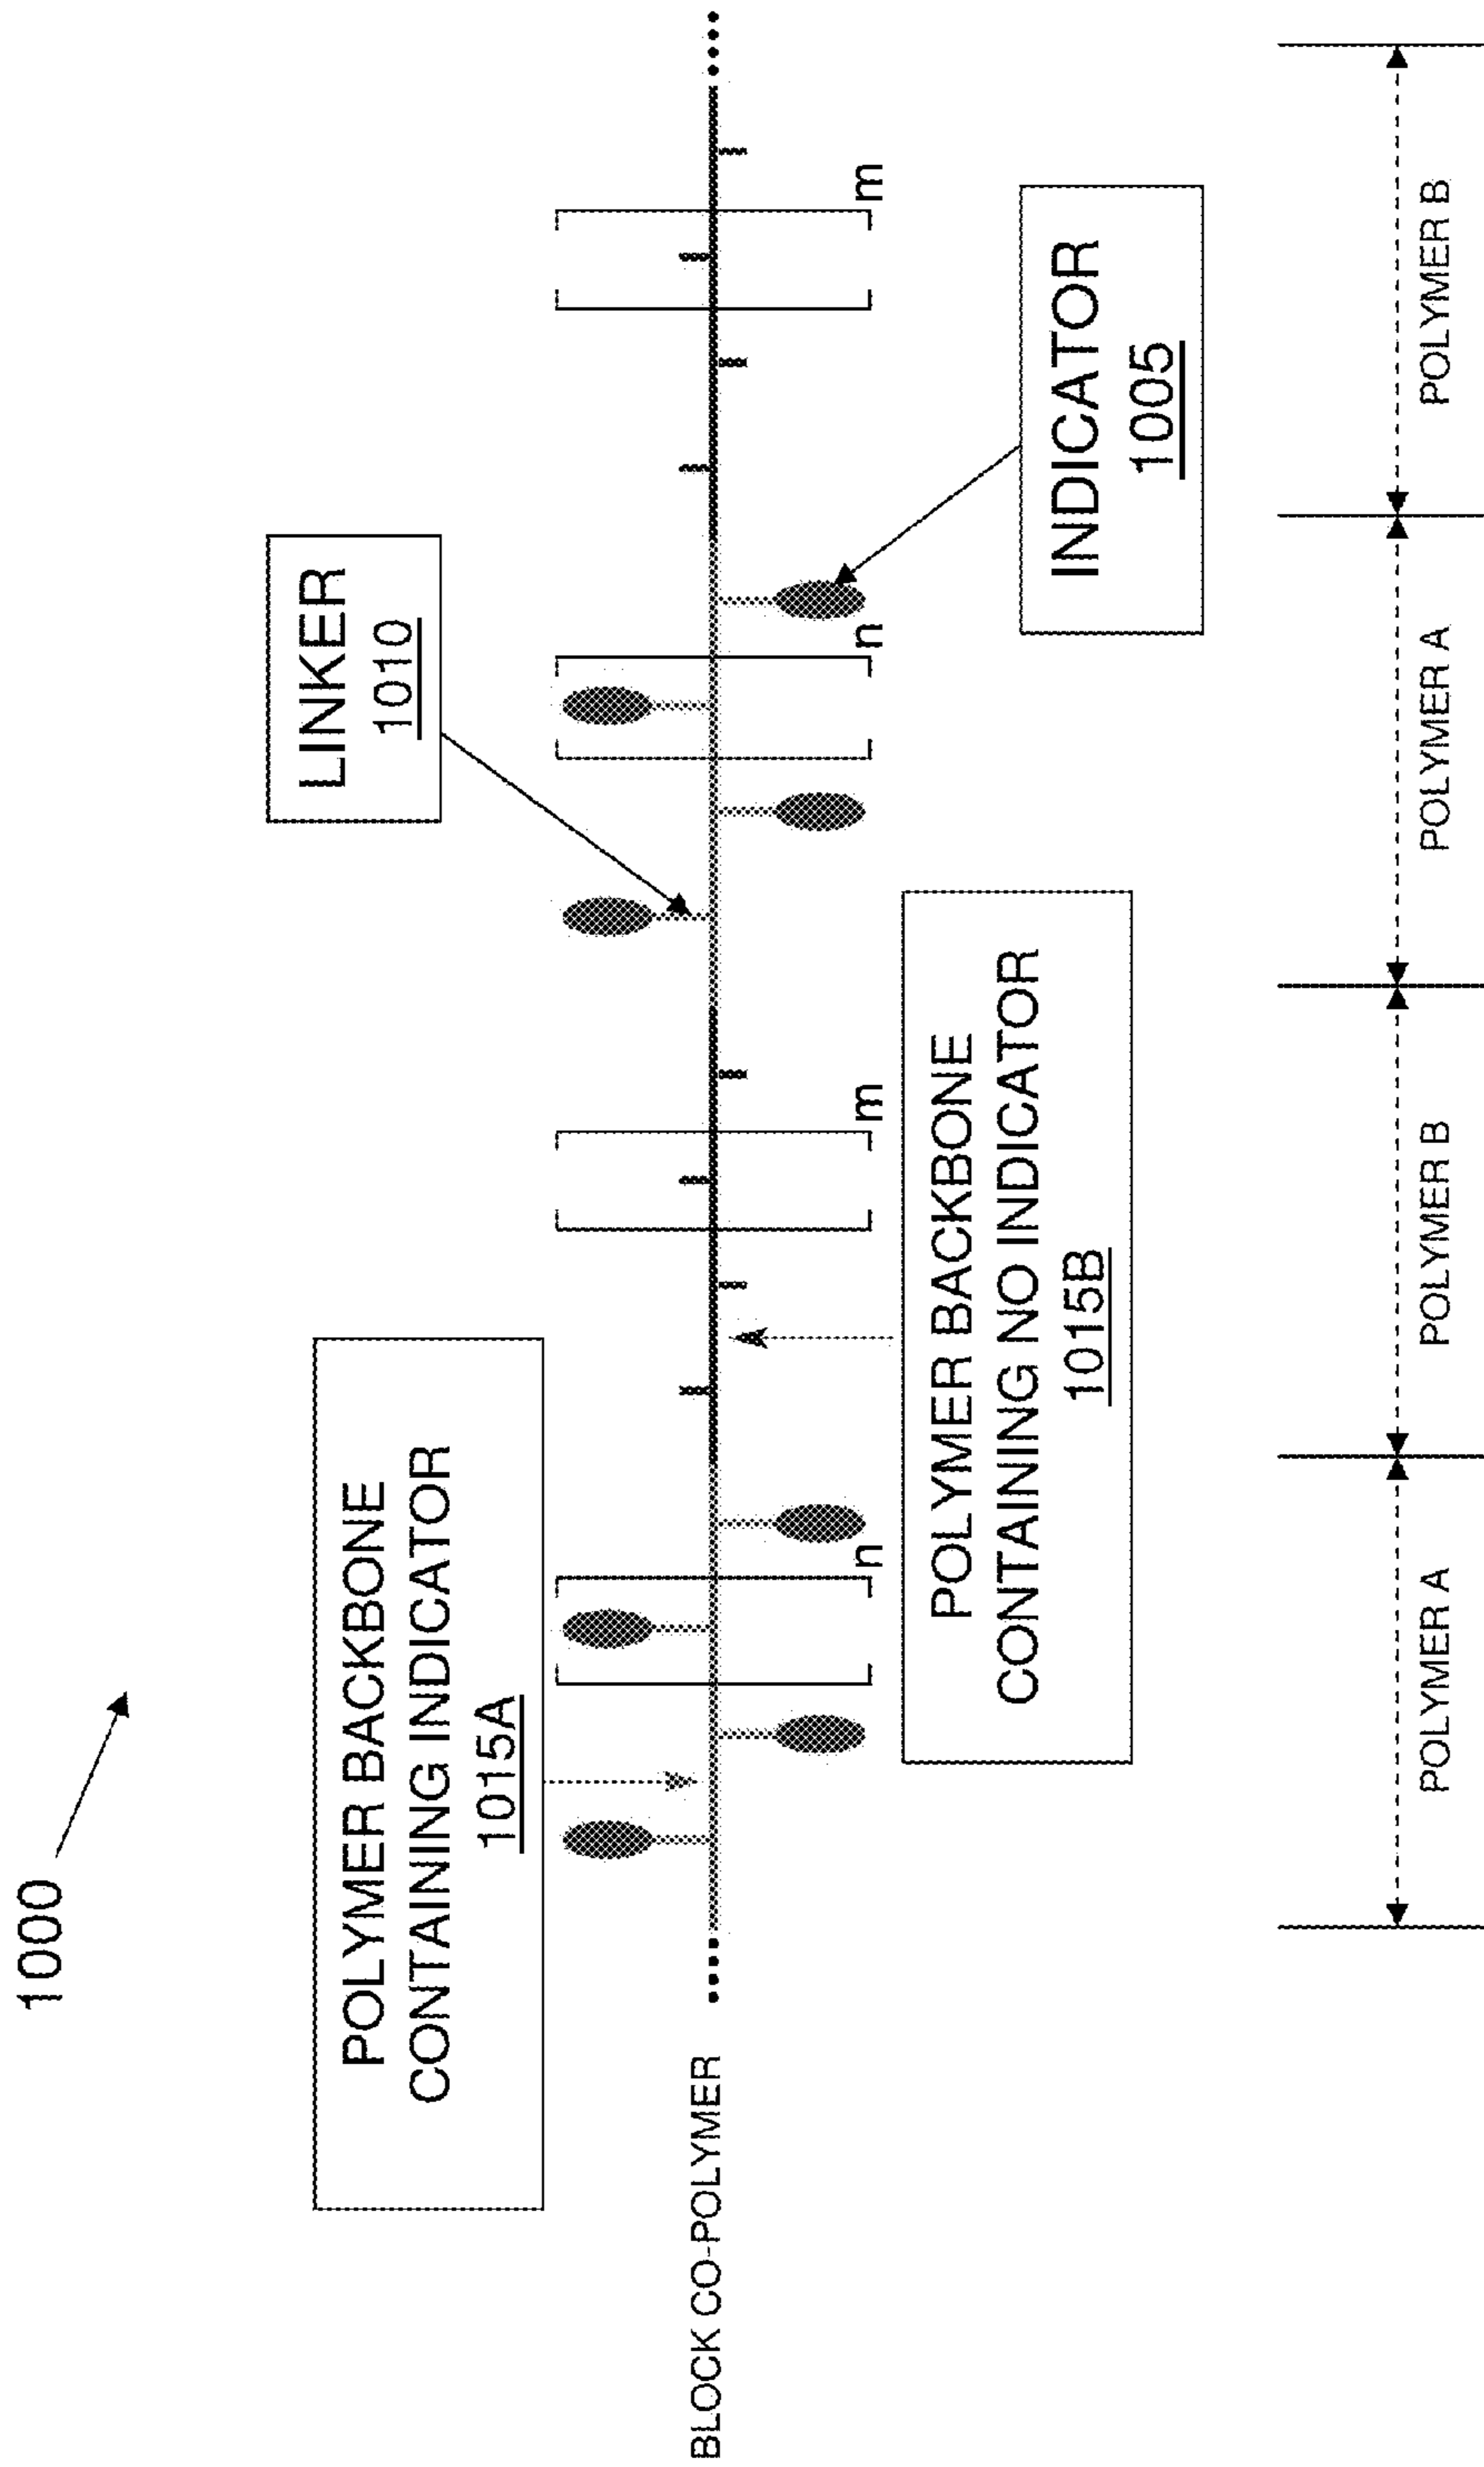 1000
POLYMER BACKBONE
CONTAINING INDICATOR
1015A
LINKER
1010
BLOCK CO-POLYMER
n
m
n
m
POLYMER BACKBONE
CONTAINING NO INDICATOR
1015B
INDICATOR
1005
POLYMER A
POLYMER B
POLYMER A
POLYMER B